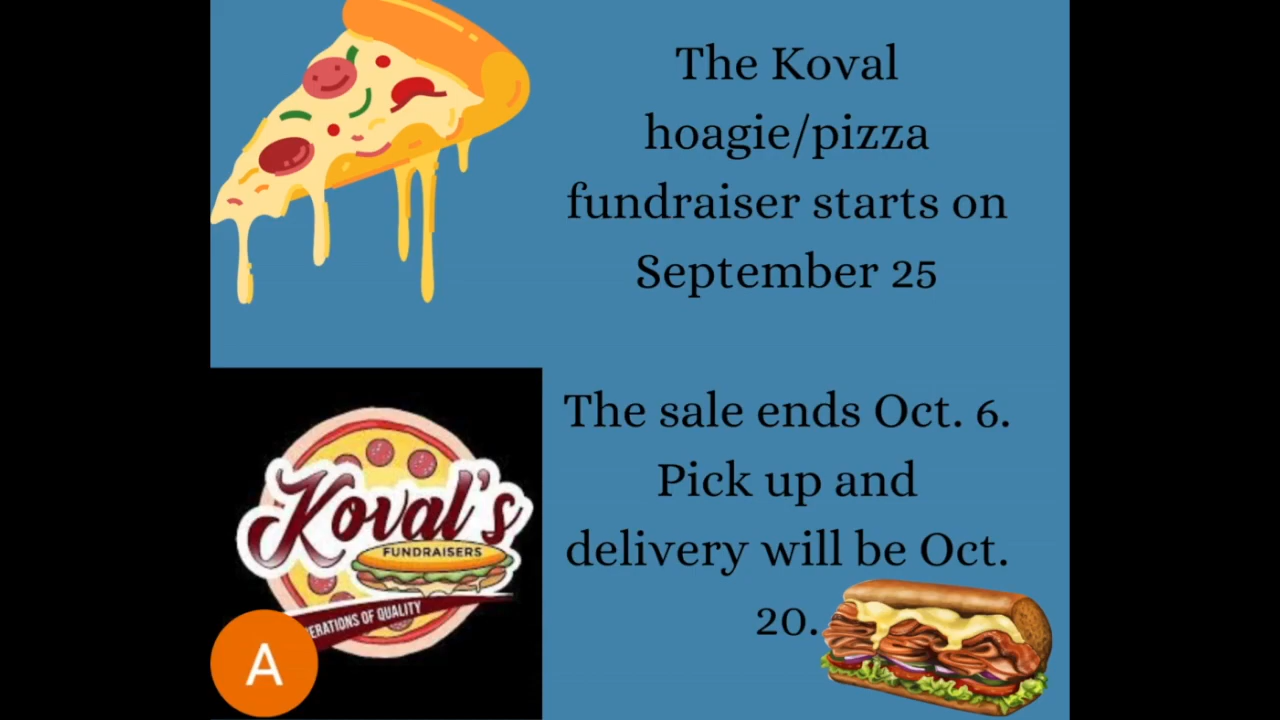 The Koval
hoagie/pizza
fundraiser starts on
September 25
The sale ends Oct. 6.
Pick up and
delivery will be Oct.
20.
Koval's
FUNDRAISERS
OF QUALITY
A